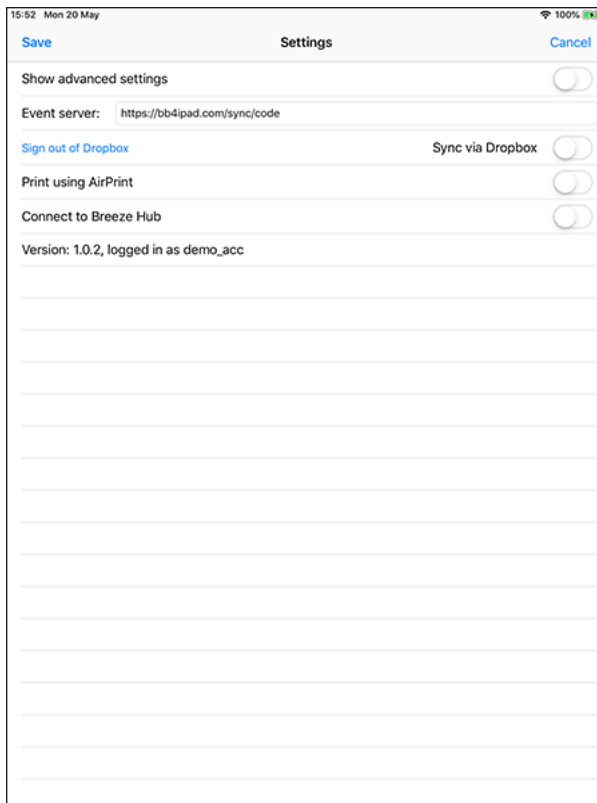 15:52 Mon 20 May 100%
Save Settings Cancel
Show advanced settings
Event server: https://bb4ipad.com/sync/code
Sign out of Dropbox Sync via Dropbox
Print using AirPrint
Connect to Breeze Hub
Version: 1.0.2, logged in as demo_acc